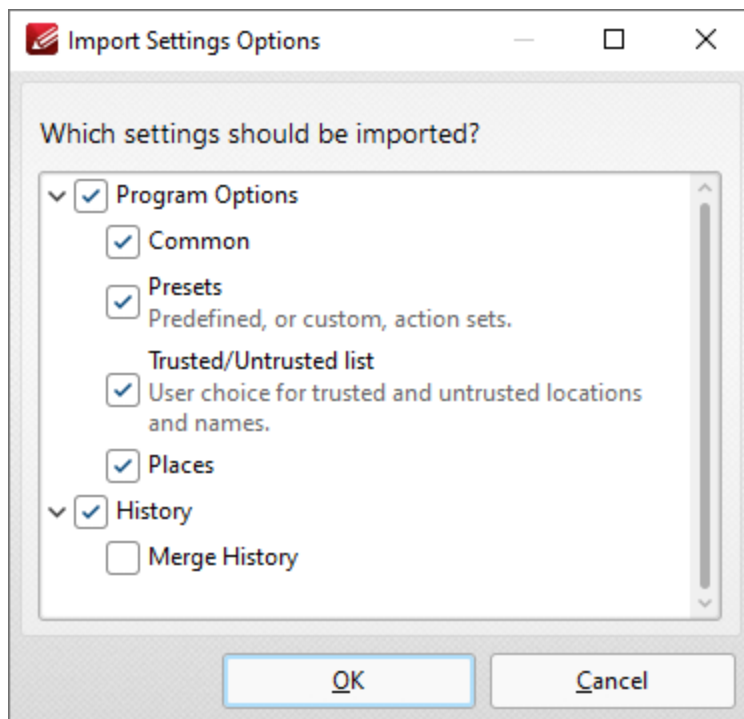 Import Settings Options
Which settings should be imported?
Program Options
Common
Presets
Predefined, or custom, action sets.
Trusted/Untrusted list
User choice for trusted and untrusted locations
and names.
Places
History
Merge History
OK
Cancel